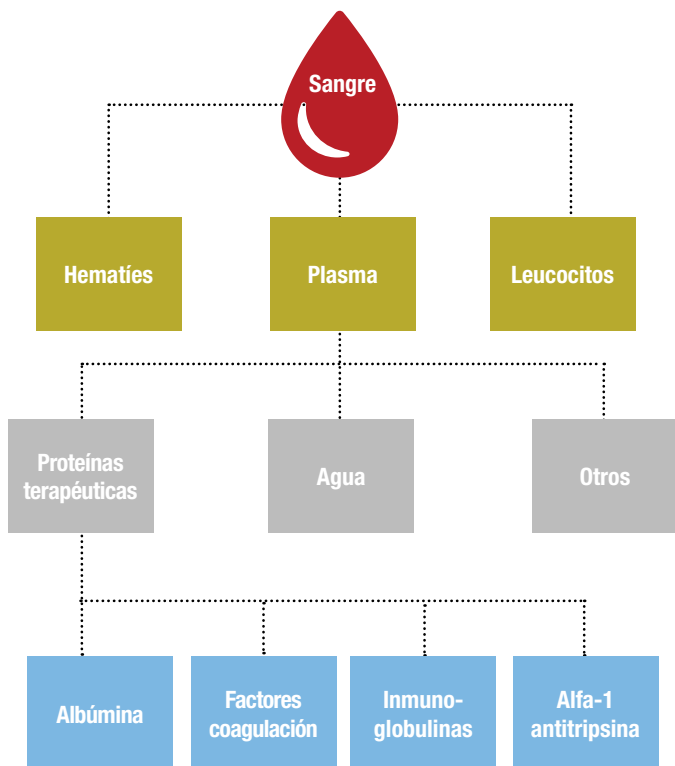 Sangre
Hematíes
Plasma
Leucocitos
Proteínas
terapéuticas
Agua
Otros
Albúmina
Factores
coagulación
Inmuno-
globulinas
Alfa-1
antitripsina